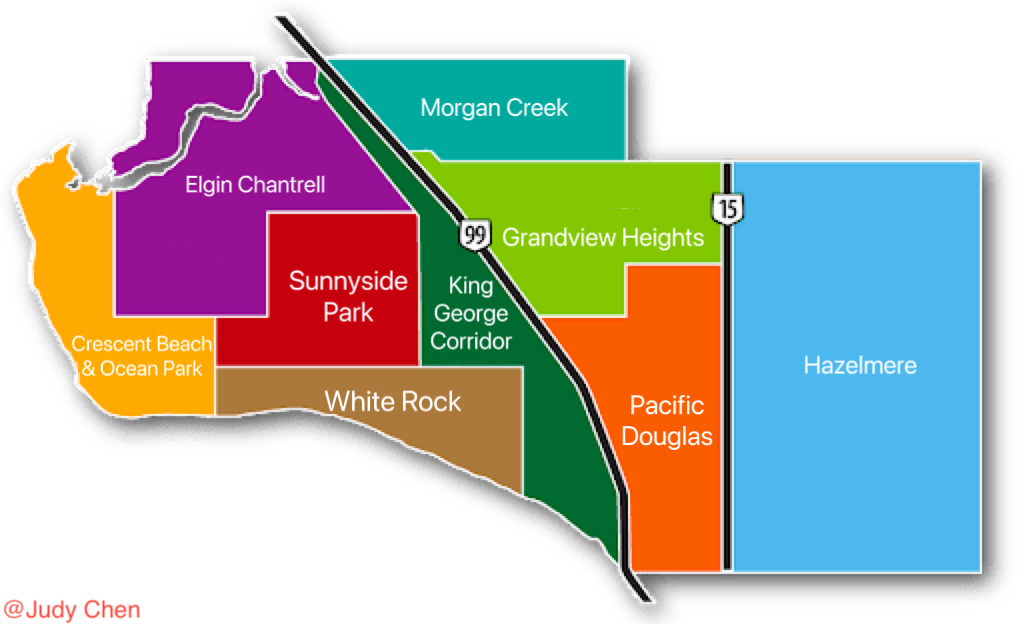 Morgan Creek
Elgin Chantrell
15
99
Grandview Heights
Sunnyside
Park
King
George
Corridor
Crescent Beach
& Ocean Park
Hazelmere
White Rock
Pacific
Douglas
@Judy Chen